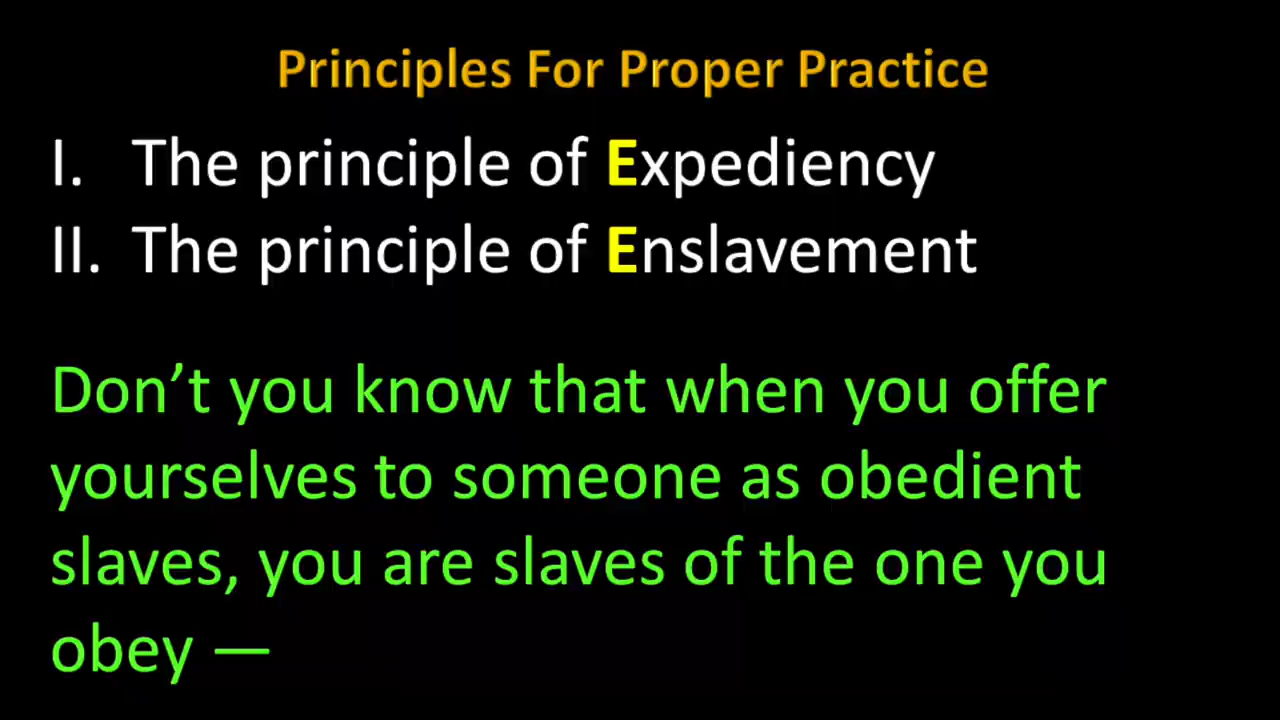 Principles For Proper Practice
I. The principle of Expediency
II. The principle of Enslavement
Don’t you know that when you offer
yourselves to someone as obedient
slaves, you are slaves of the one you
obey —